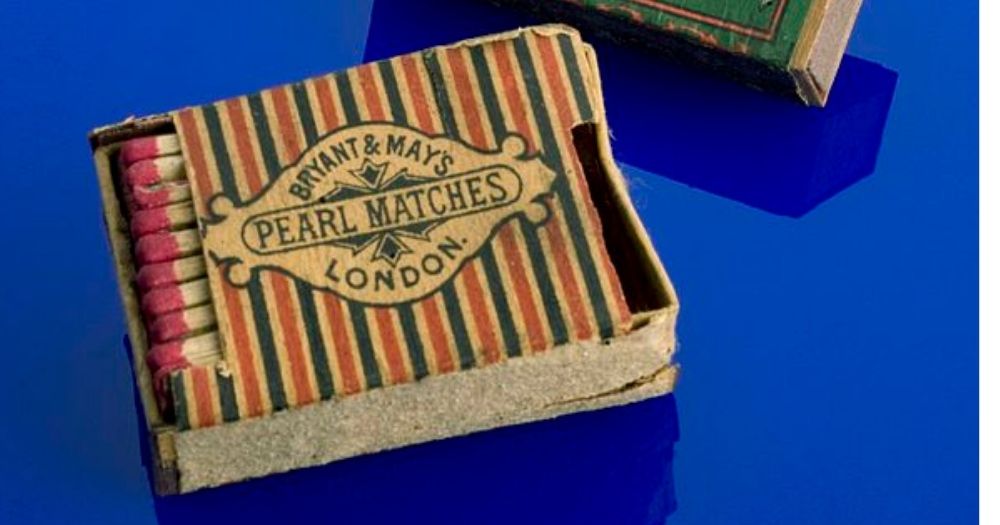 BRYANT & MAY'S
PEARL MATCHES
LONDON.